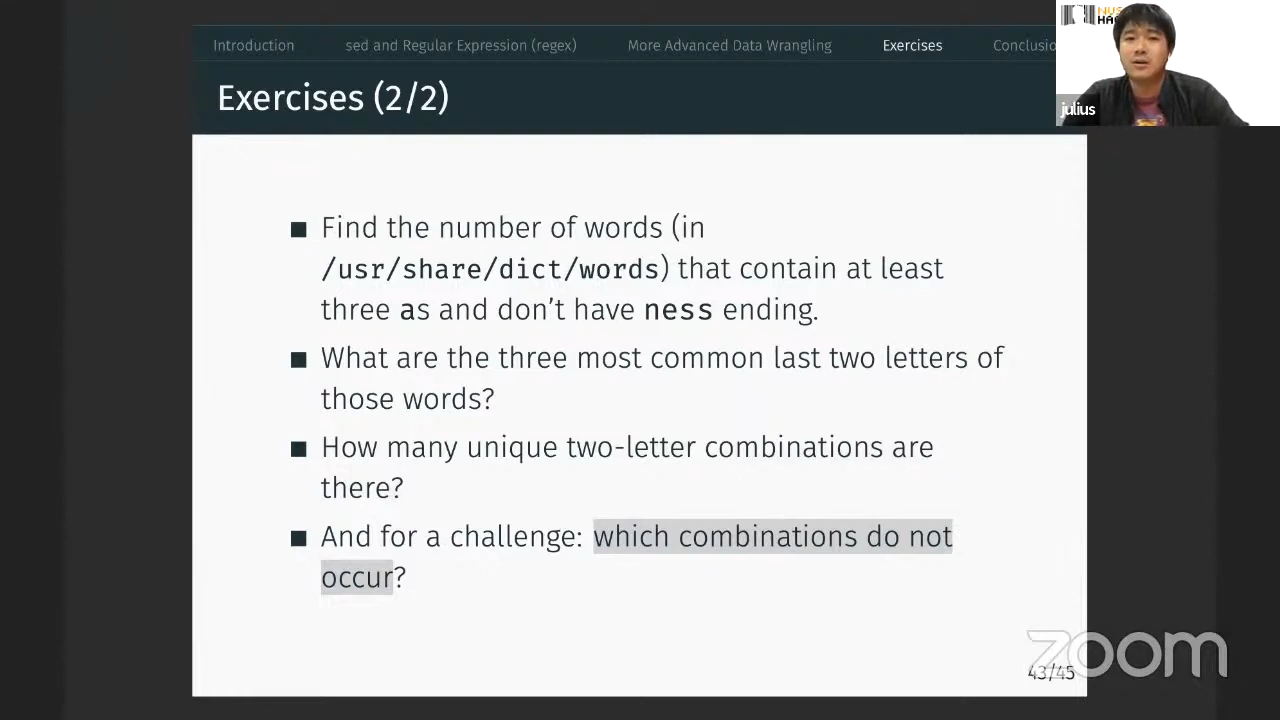 Introduction sed and Regular Expression (regex) More Advanced Data Wrangling Exercises Conclusio
Exercises (2/2)
julius
■ Find the number of words (in
/usr/share/dict/words) that contain at least
three as and don’t have ness ending.
■ What are the three most common last two letters of
those words?
■ How many unique two-letter combinations are
there?
■ And for a challenge: which combinations do not
occur?
zoom
43/45